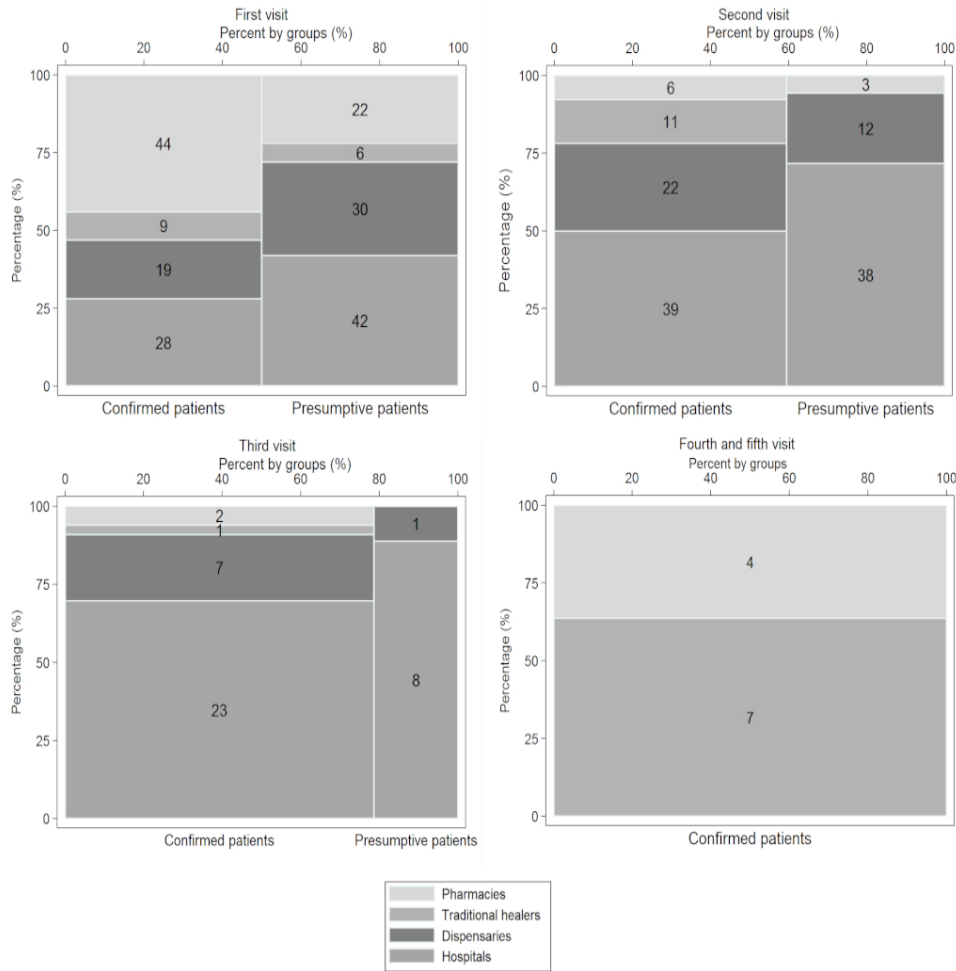 First visit
Percent by groups (%)
0 20 40 60 80 100
Percentage (%)
100
75
50
25
0
44
9
19
28
22
6
30
42
Confirmed patients Presumptive patients
Second visit
Percent by groups (%)
0 20 40 60 80 100
Percentage (%)
100
75
50
25
0
6
11
22
39
3
12
38
Confirmed patients Presumptive patients
Third visit
Percent by groups (%)
0 20 40 60 80 100
Percentage (%)
100
75
50
25
0
2
1
7
23
1
8
Confirmed patients Presumptive patients
Fourth and fifth visit
Percent by groups
0 20 40 60 80 100
Percentage (%)
100
75
50
25
0
4
7
Confirmed patients
Pharmacies
Traditional healers
Dispensaries
Hospitals